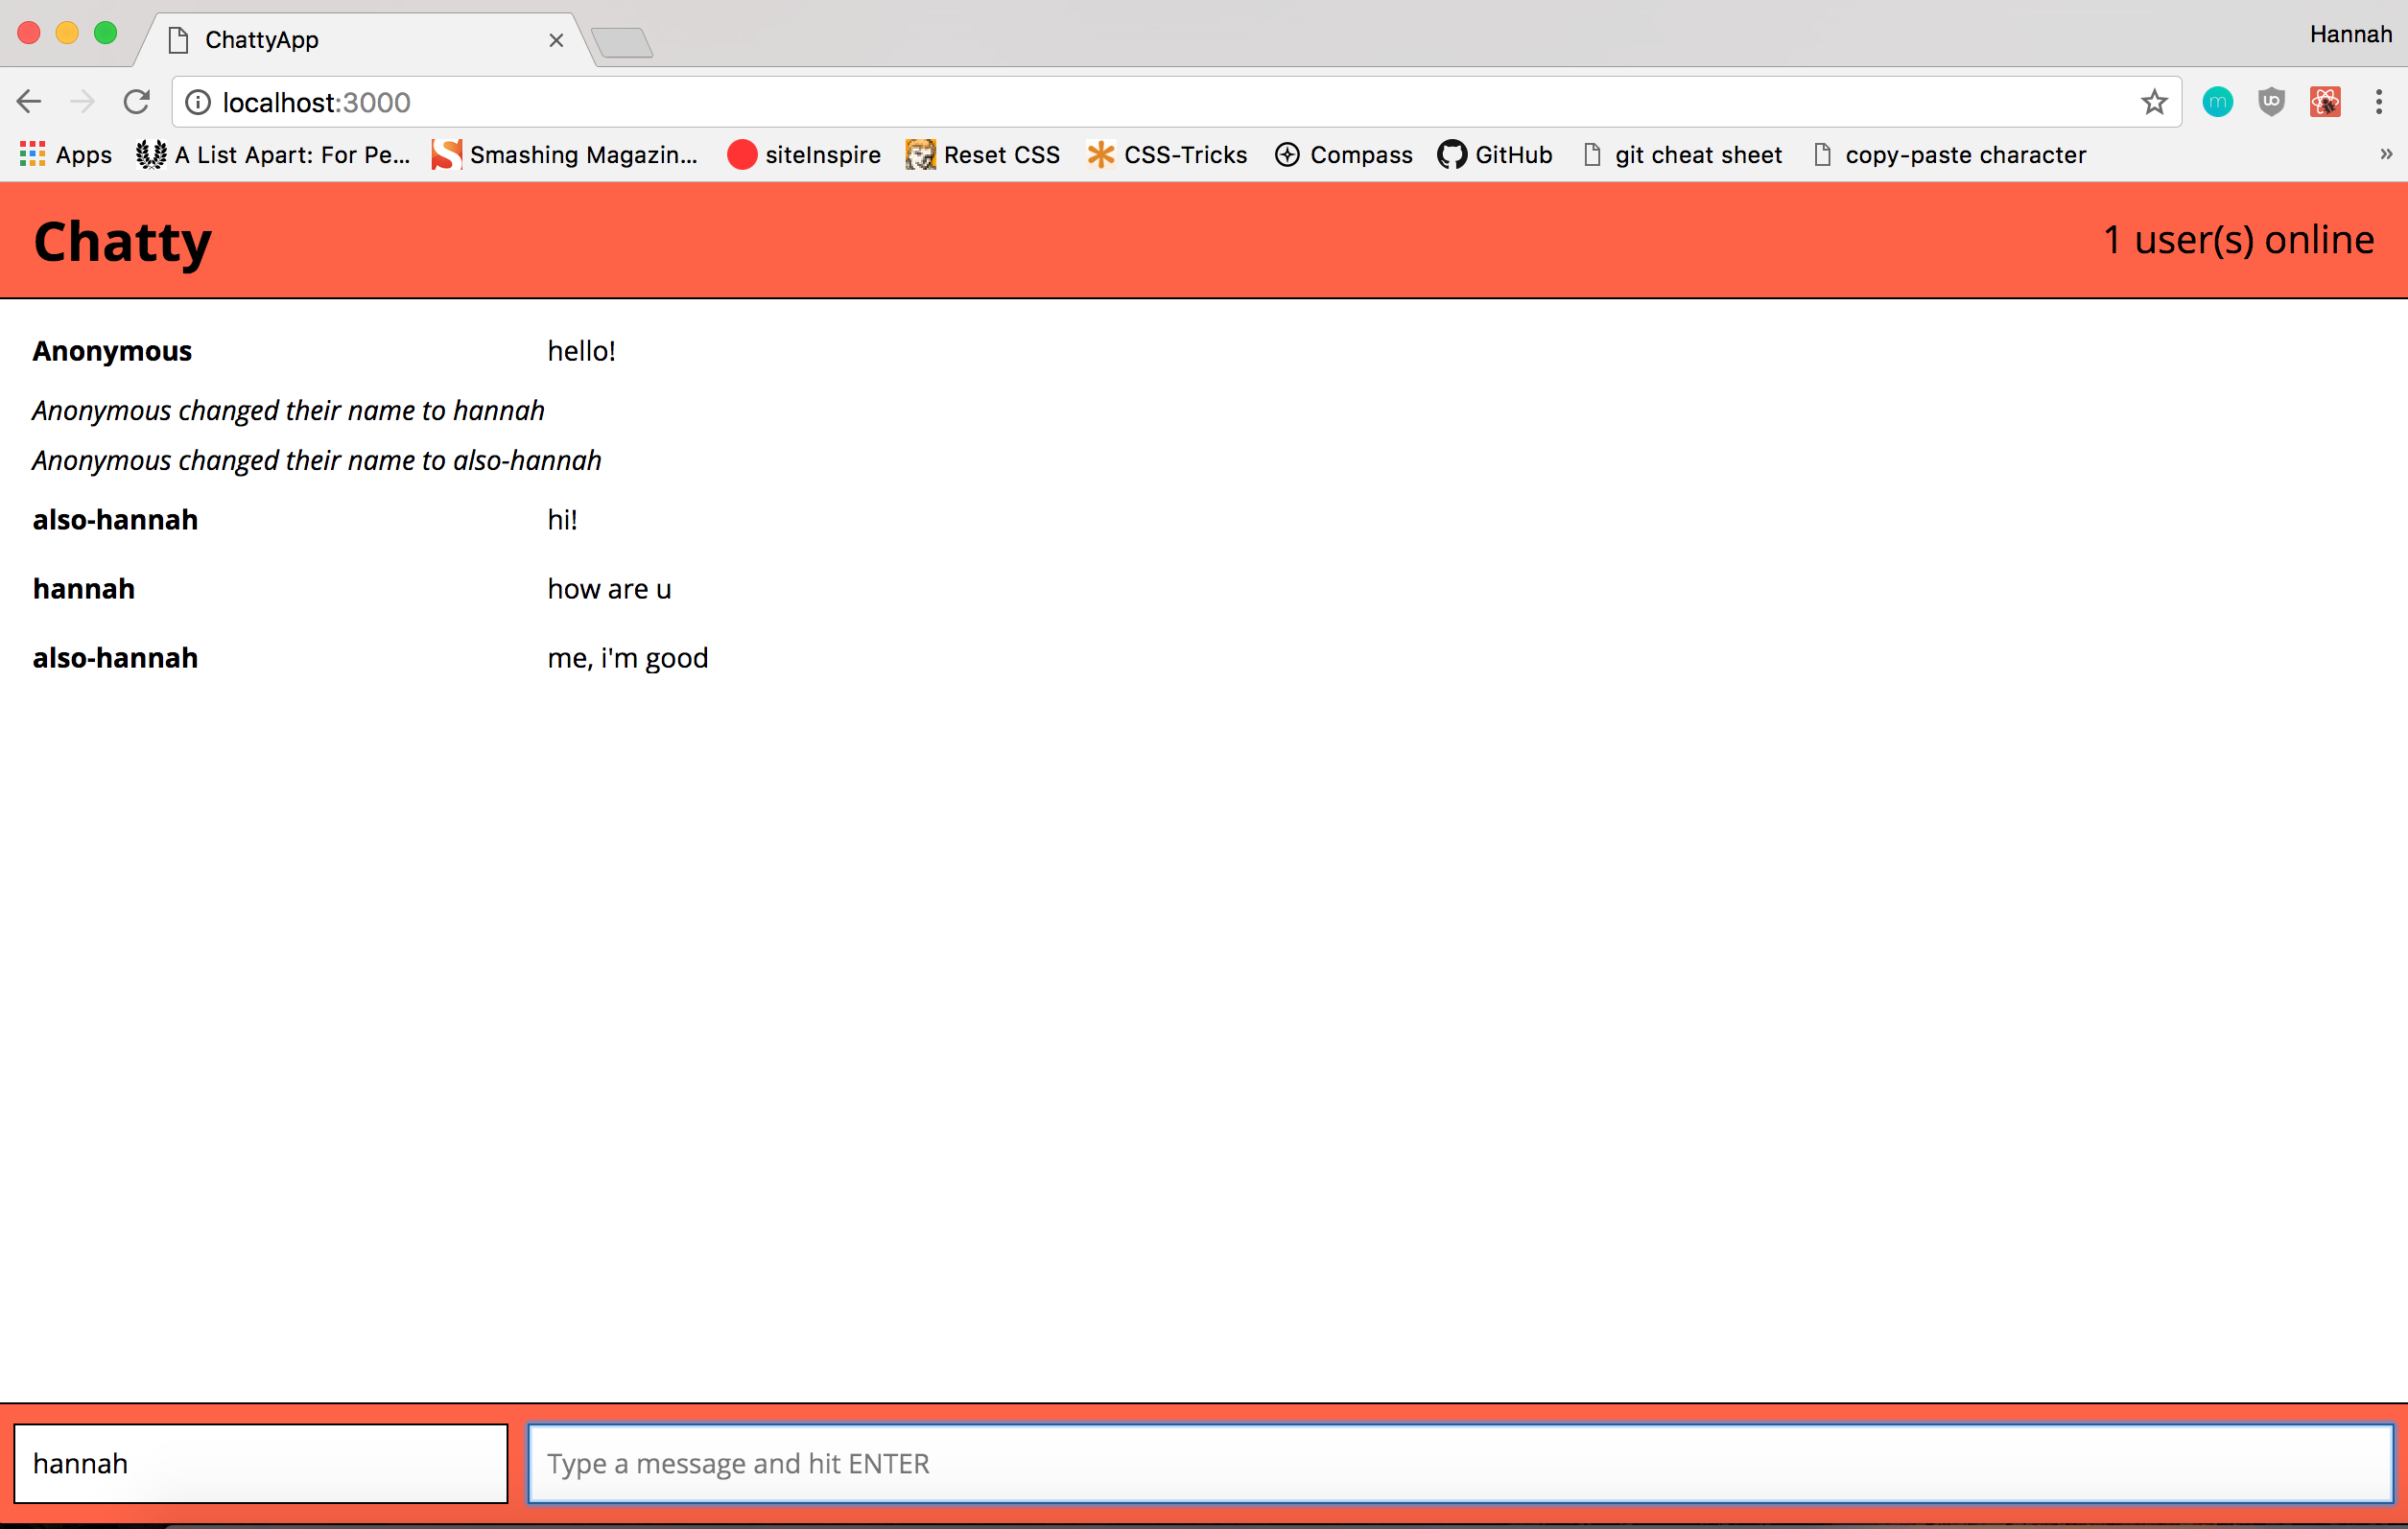 ChattyApp
Hannah
localhost:3000
m
uo
Apps A List Apart: For Pe... Smashing Magazin... siteInspire Reset CSS CSS-Tricks Compass GitHub git cheat sheet copy-paste character »
Chatty 1 user(s) online
Anonymous hello!
Anonymous changed their name to hannah
Anonymous changed their name to also-hannah
also-hannah hi!
hannah how are u
also-hannah me, i'm good
hannah Type a message and hit ENTER